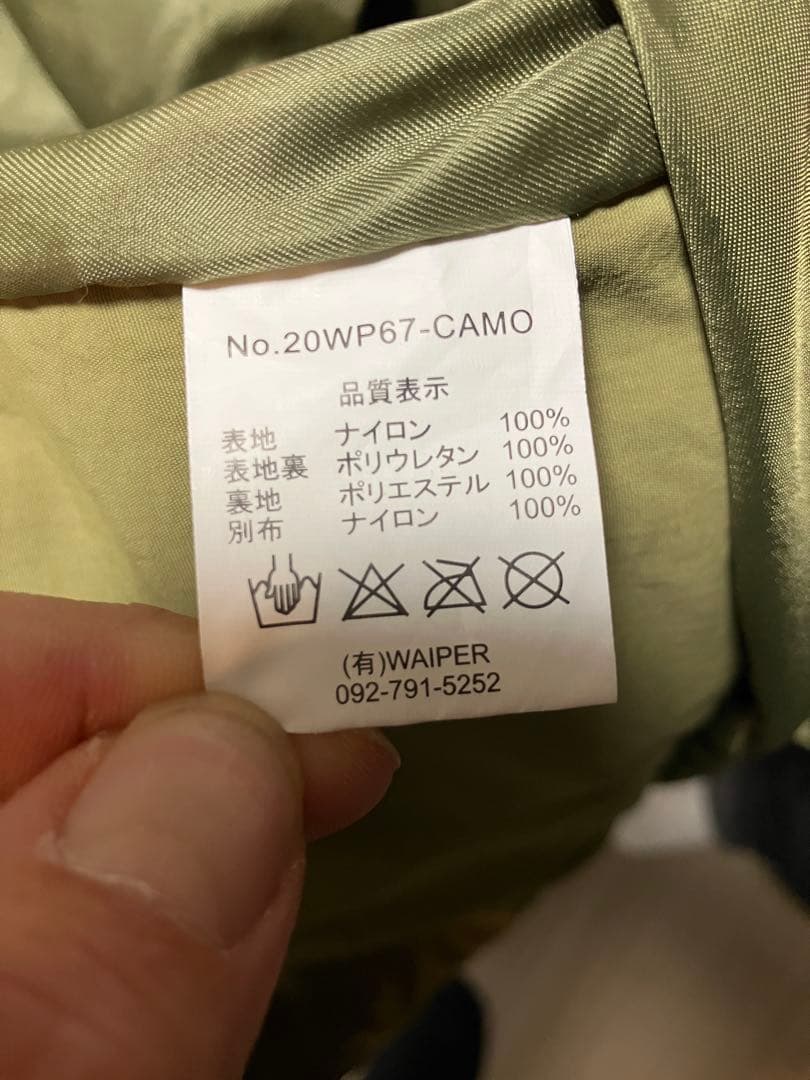 No.20WP67-CAMO
品質表示
表地 ナイロン 100%
表地裏 ポリウレタン 100%
裏地 ポリエステル 100%
別布 ナイロン 100%
(有)WAIPER
092-791-5252